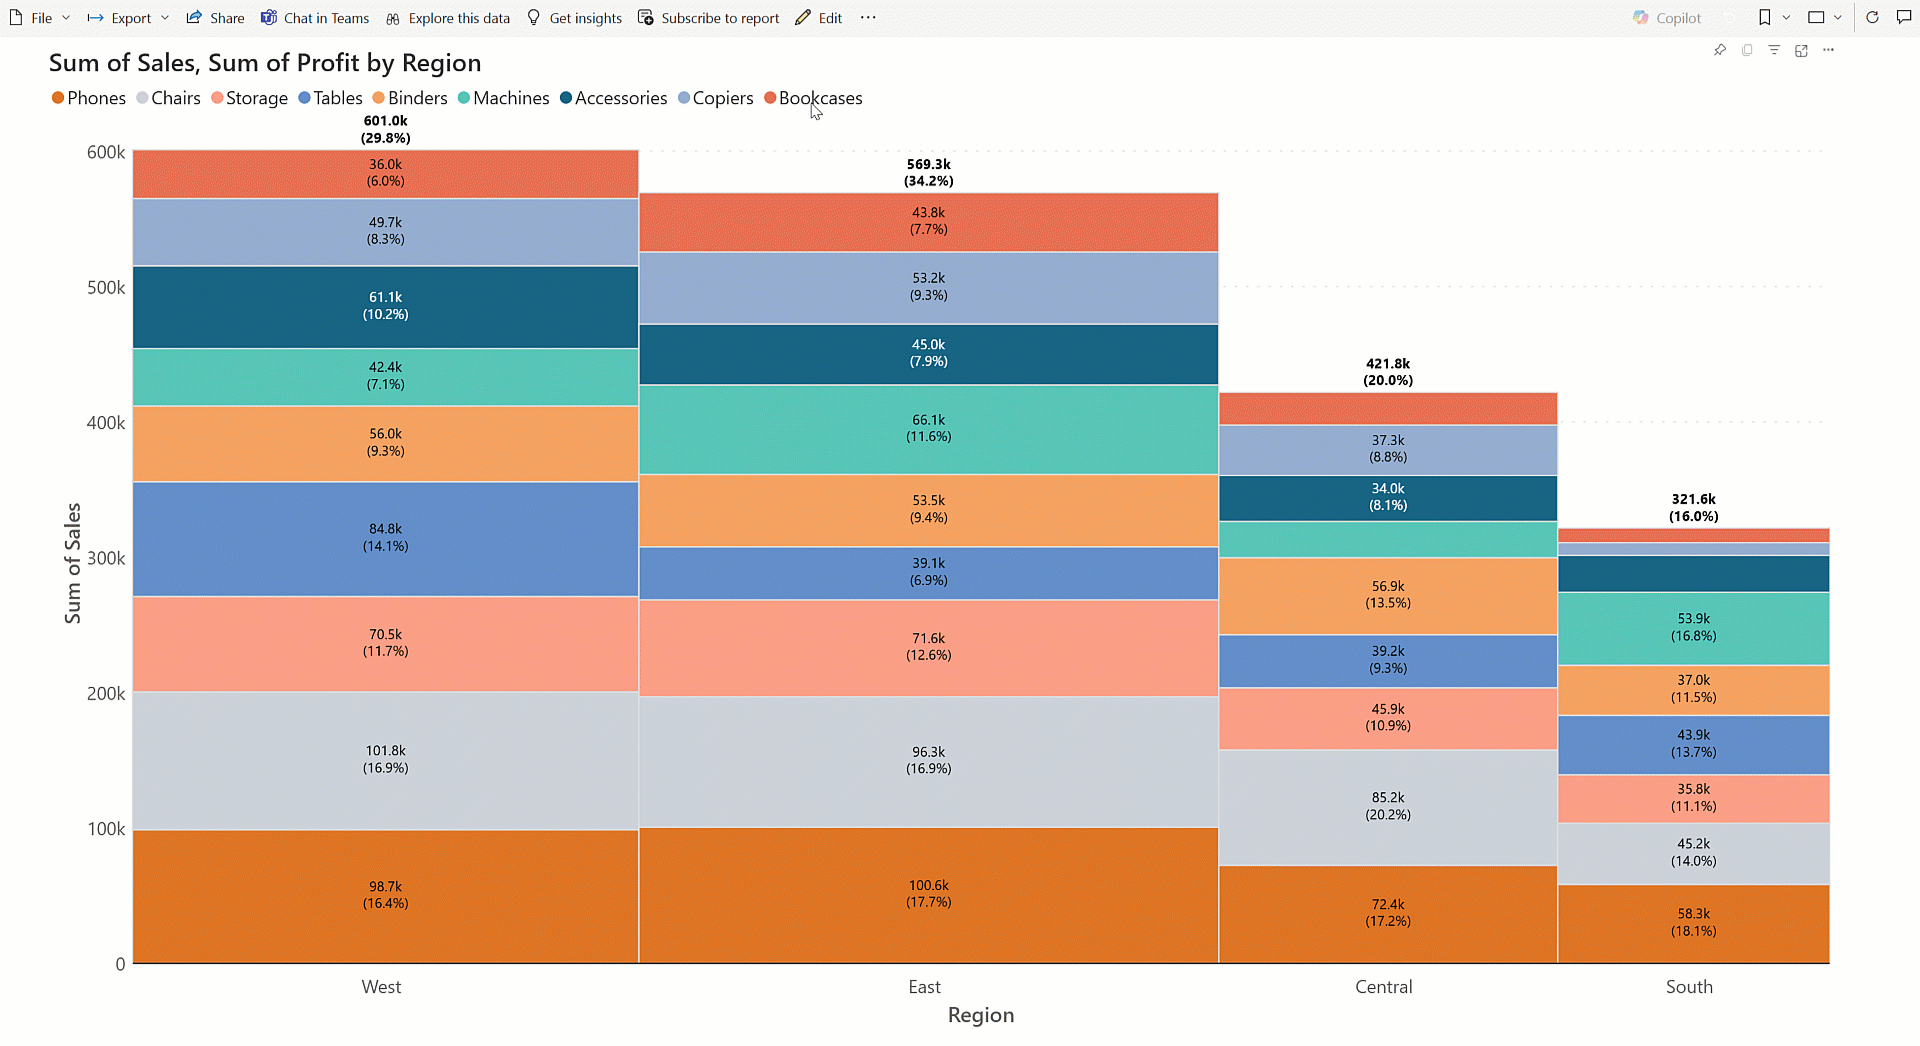 File Export Share Chat in Teams Explore this data Get insights Subscribe to report Edit ··· Copilot
Sum of Sales, Sum of Profit by Region
Phones Chairs Storage Tables Binders Machines Accessories Copiers Bookcases
Sum of Sales
600k
500k
400k
300k
200k
100k
0
601.0k
(29.8%)
36.0k
(6.0%)
49.7k
(8.3%)
61.1k
(10.2%)
42.4k
(7.1%)
56.0k
(9.3%)
84.8k
(14.1%)
70.5k
(11.7%)
101.8k
(16.9%)
98.7k
(16.4%)
569.3k
(34.2%)
43.8k
(7.7%)
53.2k
(9.3%)
45.0k
(7.9%)
66.1k
(11.6%)
53.5k
(9.4%)
39.1k
(6.9%)
71.6k
(12.6%)
96.3k
(16.9%)
100.6k
(17.7%)
421.8k
(20.0%)
37.3k
(8.8%)
34.0k
(8.1%)
56.9k
(13.5%)
39.2k
(9.3%)
45.9k
(10.9%)
85.2k
(20.2%)
72.4k
(17.2%)
321.6k
(16.0%)
53.9k
(16.8%)
37.0k
(11.5%)
43.9k
(13.7%)
35.8k
(11.1%)
45.2k
(14.0%)
58.3k
(18.1%)
West East Central South
Region